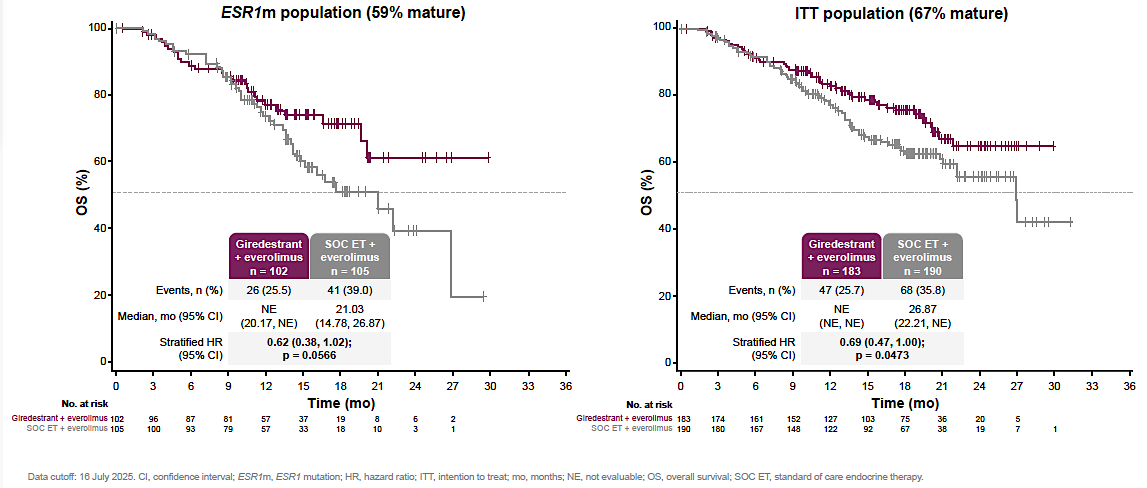 ESR1m population (59% mature)
100
80
60
40
20
0
OS (%)
Giredestrant
+ everolimus
n = 102
SOC ET +
everolimus
n = 105
Events, n (%) 26 (25.5) 41 (39.0)
Median, mo (95% CI) NE
(20.17, NE) 21.03
(14.78, 26.87)
Stratified HR
(95% CI) 0.62 (0.38, 1.02);
p = 0.0566
0 3 6 9 12 15 18 21 24 27 30 33 36
No. at risk Time (mo)
Giredestrant + everolimus 102 96 87 81 57 37 19 8 6 2
SOC ET + everolimus 105 100 93 79 57 33 18 10 3 1
ITT population (67% mature)
100
80
60
40
20
0
OS (%)
Giredestrant
+ everolimus
n = 183
SOC ET +
everolimus
n = 190
Events, n (%) 47 (25.7) 68 (35.8)
Median, mo (95% CI) NE
(NE, NE) 26.87
(22.21, NE)
Stratified HR
(95% CI) 0.69 (0.47, 1.00);
p = 0.0473
0 3 6 9 12 15 18 21 24 27 30 33 36
No. at risk Time (mo)
Giredestrant + everolimus 183 174 161 152 127 103 75 36 20 5
SOC ET + everolimus 190 180 167 148 122 92 67 38 19 7 1
Data cutoff: 16 July 2025. CI, confidence interval; ESR1m, ESR1 mutation; HR, hazard ratio; ITT, intention to treat; mo, months; NE, not evaluable; OS, overall survival; SOC ET, standard of care endocrine therapy.